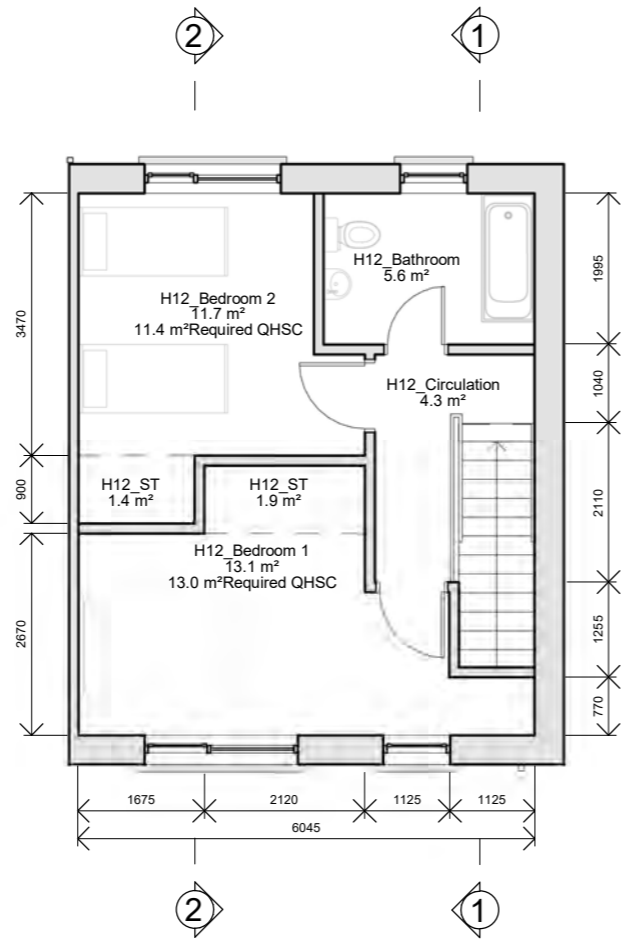 2
1
H12_Bathroom
5.6 m²
H12_Bedroom 2
11.7 m²
11.4 m²Required QHSC
H12_Circulation
4.3 m²
H12_ST
1.4 m²
H12_ST
1.9 m²
H12_Bedroom 1
13.1 m²
13.0 m²Required QHSC
3470
900
2670
1995
1040
2110
1255
770
1675
2120
1125
1125
6045
2
1